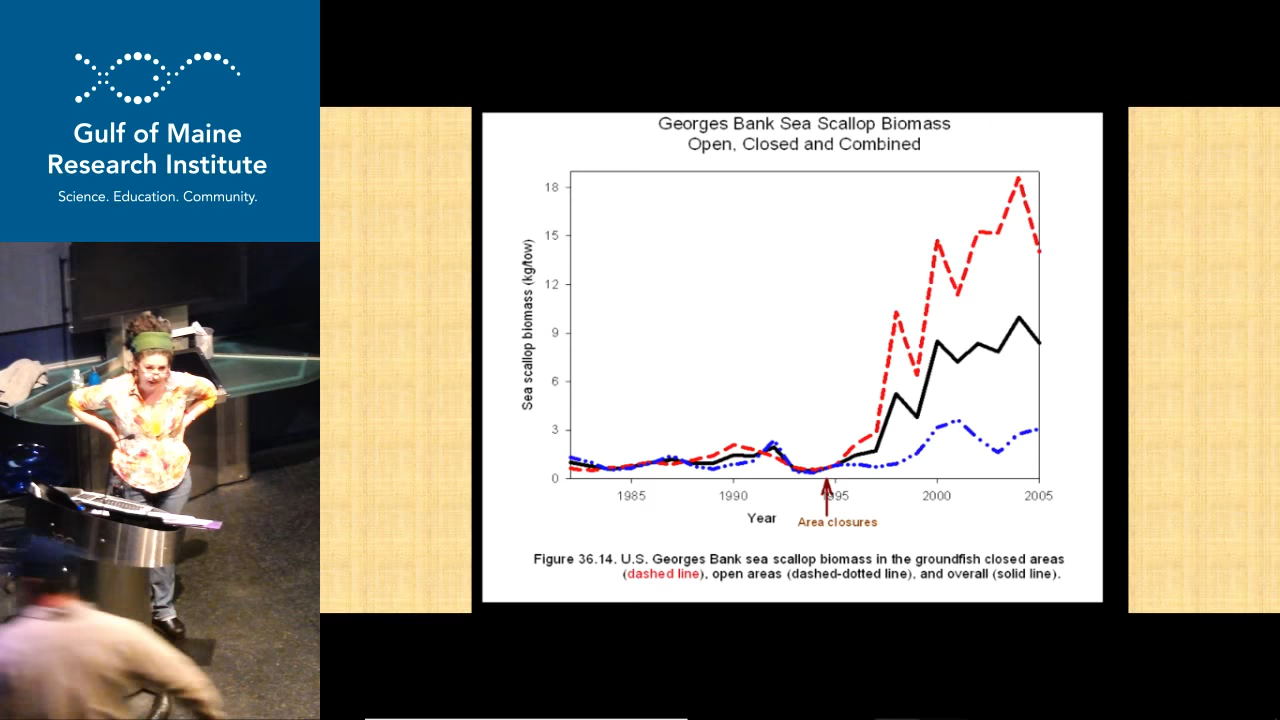 Gulf of Maine
Research Institute
Science. Education. Community.
Georges Bank Sea Scallop Biomass
Open, Closed and Combined
Sea scallop biomass (kg/tow)
18
15
12
9
6
3
0
1985
1990
1995
2000
2005
Year
Area closures
Figure 36.14. U.S. Georges Bank sea scallop biomass in the groundfish closed areas
(dashed line), open areas (dashed-dotted line), and overall (solid line).